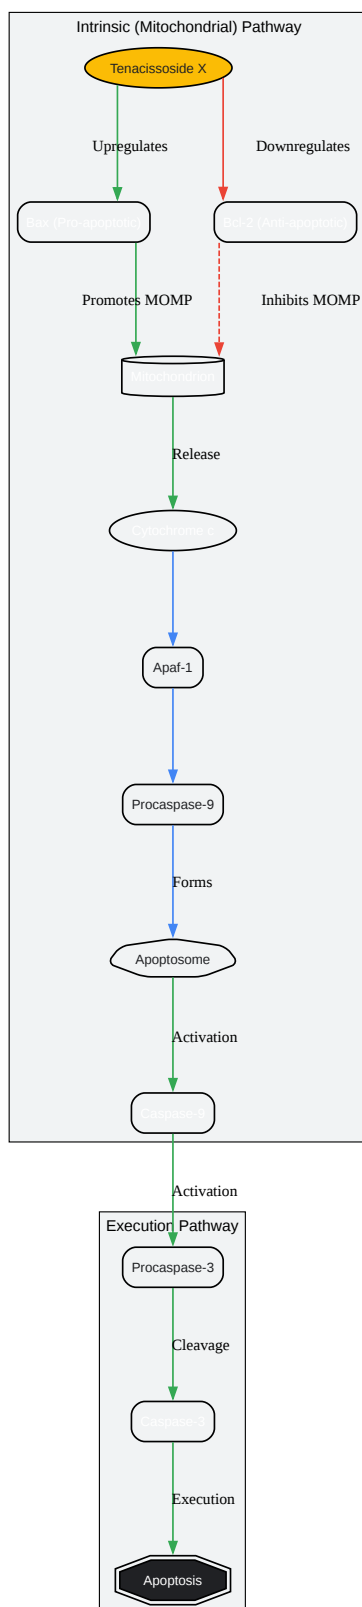 Intrinsic (Mitochondrial) Pathway
Tenacissoside X
Upregulates
Downregulates
Bax (Pro-apoptotic)
Bcl-2 (Anti-apoptotic)
Promotes MOMP
Inhibits MOMP
Mitochondrion
Release
Cytochrome c
Apaf-1
Procaspase-9
Forms
Apoptosome
Activation
Caspase-9
Activation
Execution Pathway
Procaspase-3
Cleavage
Caspase-3
Execution
Apoptosis